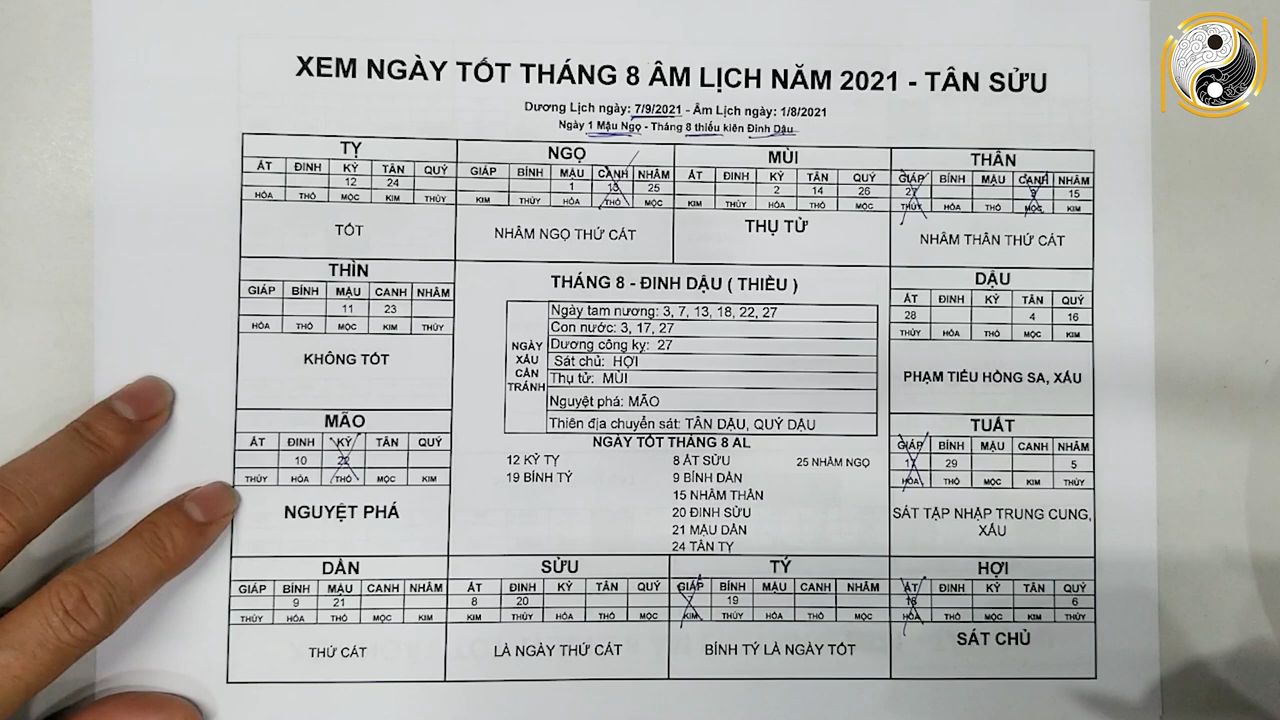 XEM NGÀY TỐT THÁNG 8 ÂM LỊCH NĂM 2021 - TÂN SỬU
Dương Lịch ngày: 7/9/2021 - Âm Lịch ngày: 1/8/2021
Ngày 1 Mậu Ngọ - Tháng 8 thiếu kiên Đinh Dậu
TỴ
ẤT ĐINH KỶ TÂN QUÝ
12 24
HỎA THỔ MỘC KIM THỦY
TỐT
NGỌ
GIÁP BÍNH MẬU CANH NHÂM
1 13 25
KIM THỦY HỎA THỔ MỘC
NHÂM NGỌ THỨ CÁT
MÙI
ẤT ĐINH KỶ TÂN QUÝ
2 14 26
KIM THỦY HỎA THỔ MỘC
THỤ TỬ
THÂN
GIÁP BÍNH MẬU CANH NHÂM
27 3 15
THỦY HỎA THỔ MỘC KIM
NHÂM THÂN THỨ CÁT
THÌN
GIÁP BÍNH MẬU CANH NHÂM
11 23
HỎA THỔ MỘC KIM THỦY
KHÔNG TỐT
THÁNG 8 - ĐINH DẬU ( THIẾU )
NGÀY XẤU CẦN TRÁNH
Ngày tam nương: 3, 7, 13, 18, 22, 27
Con nước: 3, 17, 27
Dương công kỵ: 27
Sát chủ: HỢI
Thụ tử: MÙI
Nguyệt phá: MÃO
Thiên địa chuyển sát: TÂN DẬU, QUÝ DẬU
NGÀY TỐT THÁNG 8 AL
12 KỶ TỴ 8 ẤT SỬU 25 NHÂM NGỌ
19 BÍNH TÝ 9 BÍNH DẦN
15 NHÂM THÂN
20 ĐINH SỬU
21 MẬU DẦN
24 TÂN TỴ
DẬU
ẤT ĐINH KỶ TÂN QUÝ
28 4 16
THỦY HỎA THỔ MỘC KIM
PHẠM TIỂU HỒNG SA, XẤU
MÃO
ẤT ĐINH KỶ TÂN QUÝ
10 22
THỦY HỎA THỔ MỘC KIM
NGUYỆT PHÁ
TUẤT
GIÁP BÍNH MẬU CANH NHÂM
17 29 5
HỎA THỔ MỘC KIM THỦY
SÁT TẬP NHẬP TRUNG CUNG,
XẤU
DẦN
GIÁP BÍNH MẬU CANH NHÂM
9 21
THỦY HỎA THỔ MỘC KIM
THỨ CÁT
SỬU
ẤT ĐINH KỶ TÂN QUÝ
8 20
KIM THỦY HỎA THỔ MỘC
LÀ NGÀY THỨ CÁT
TÝ
GIÁP BÍNH MẬU CANH NHÂM
7 19
KIM THỦY HỎA THỔ MỘC
BÍNH TÝ LÀ NGÀY TỐT
HỢI
ẤT ĐINH KỶ TÂN QUÝ
18 6
HỎA THỔ MỘC KIM THỦY
SÁT CHỦ